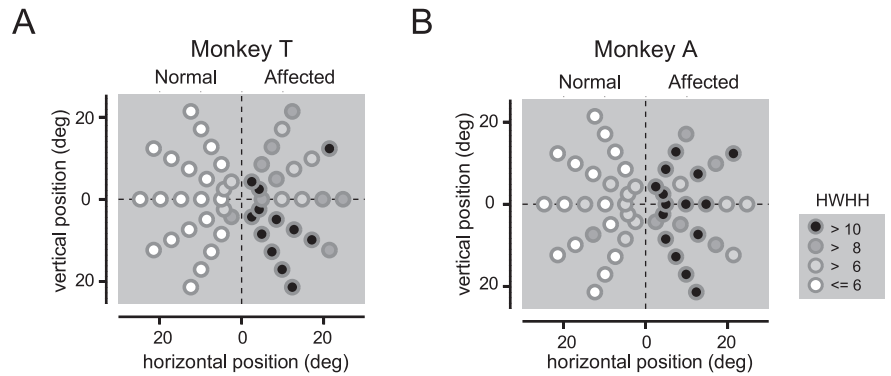 A
Monkey T
Normal Affected
20
0
20
vertical position (deg)
20 0 20
horizontal position (deg)
B
Monkey A
Normal Affected
20
0
20
vertical position (deg)
20 0 20
horizontal position (deg)
HWHH
> 10
> 8
> 6
<= 6